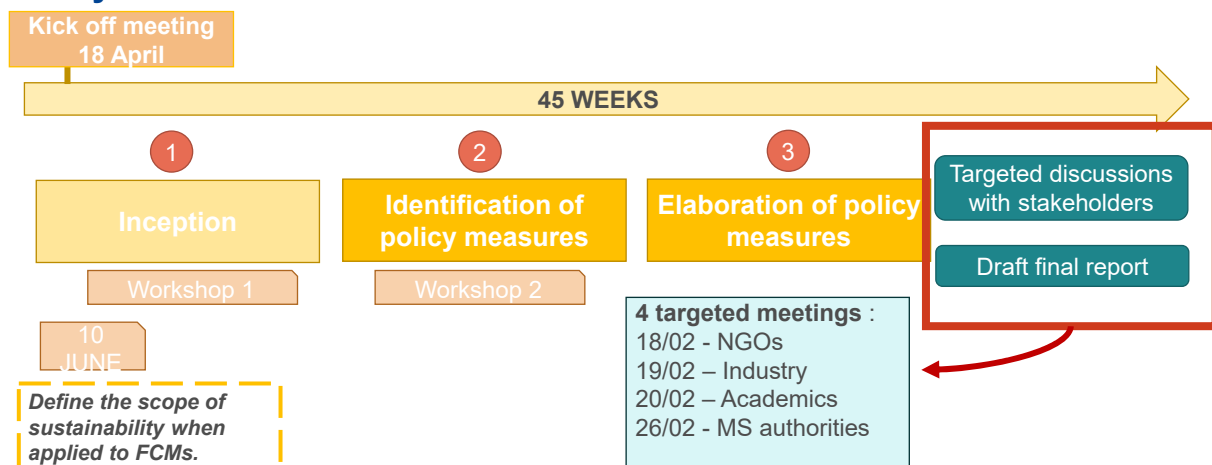 Kick off meeting
18 April
45 WEEKS
1
2
3
Inception
Identification of
policy measures
Elaboration of policy
measures
Targeted discussions
with stakeholders
Draft final report
Workshop 1
Workshop 2
10
JUNE
Define the scope of
sustainability when
applied to FCMs.
4 targeted meetings :
18/02 - NGOs
19/02 – Industry
20/02 – Academics
26/02 - MS authorities